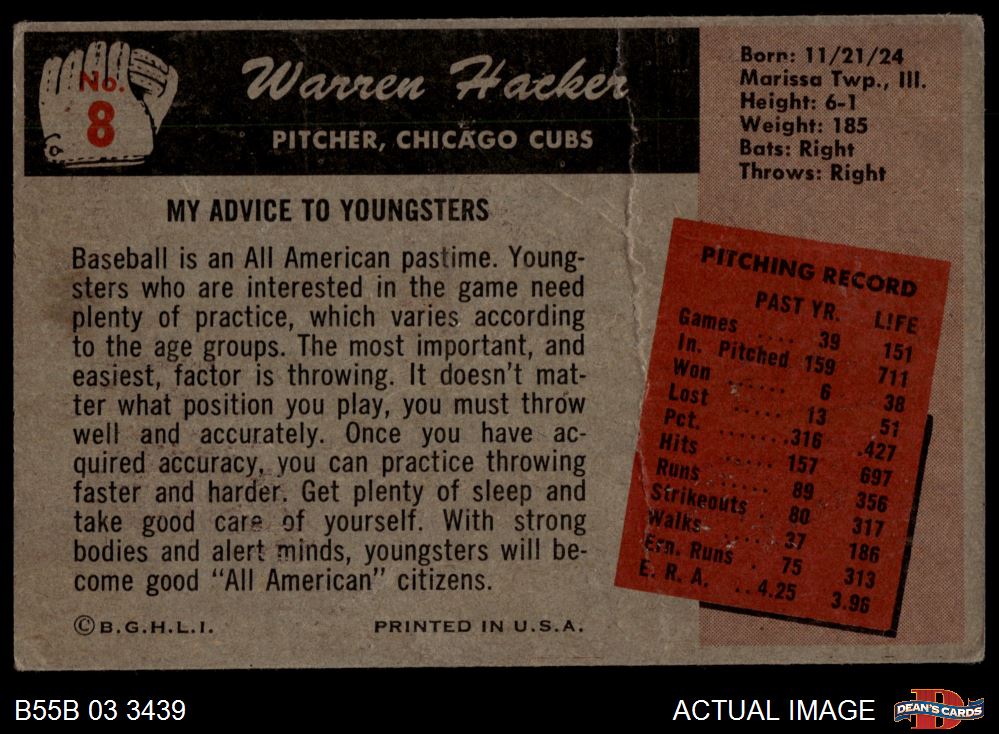 No.
8
Warren Hacker
PITCHER, CHICAGO CUBS
Born: 11/21/24
Marissa Twp., Ill.
Height: 6-1
Weight: 185
Bats: Right
Throws: Right
MY ADVICE TO YOUNGSTERS
Baseball is an All American pastime. Young-
sters who are interested in the game need
plenty of practice, which varies according
to the age groups. The most important, and
easiest, factor is throwing. It doesn't mat-
ter what position you play, you must throw
well and accurately. Once you have ac-
quired accuracy, you can practice throwing
faster and harder. Get plenty of sleep and
take good care of yourself. With strong
bodies and alert minds, youngsters will be-
come good "All American" citizens.
©B.G.H.L.I. PRINTED IN U.S.A.
PITCHING RECORD
PAST YR. LIFE
Games .... 39 151
In. Pitched 159 711
Won ...... 6 38
Lost ..... 13 51
Pct. .......316 .427
Hits ..... 157 697
Runs ..... 89 356
Strikeouts . 80 317
Walks 37 186
Ern. Runs . 75 313
E. R. A. ..4.25 3.96
B55B 03 3439
ACTUAL IMAGE
DEAN'S CARDS